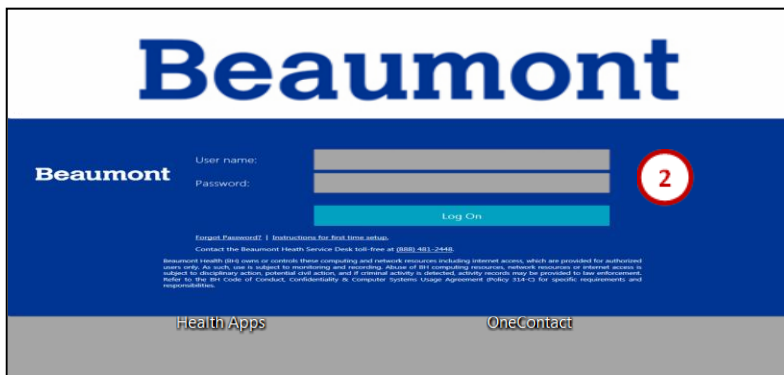 Beaumont
Beaumont
User name:
Password:
2
Log On
Forgot Password? | Instructions for first time setup.
Contact the Beaumont Heath Service Desk toll-free at (888) 481-2448.
Beaumont Health (BH) owns or controls these computing and network resources including internet access, which are provided for authorized
users only. As such, use is subject to monitoring and recording. Abuse of BH computing resources, network resources or internet access is
subject to disciplinary action, potential civil action, and if criminal activity is detected, activity records may be provided to law enforcement.
Refer to the BH Code of Conduct, Confidentiality & Computer Systems Usage Agreement (Policy 314-C) for specific requirements and
responsibilities.
Health Apps
OneContact